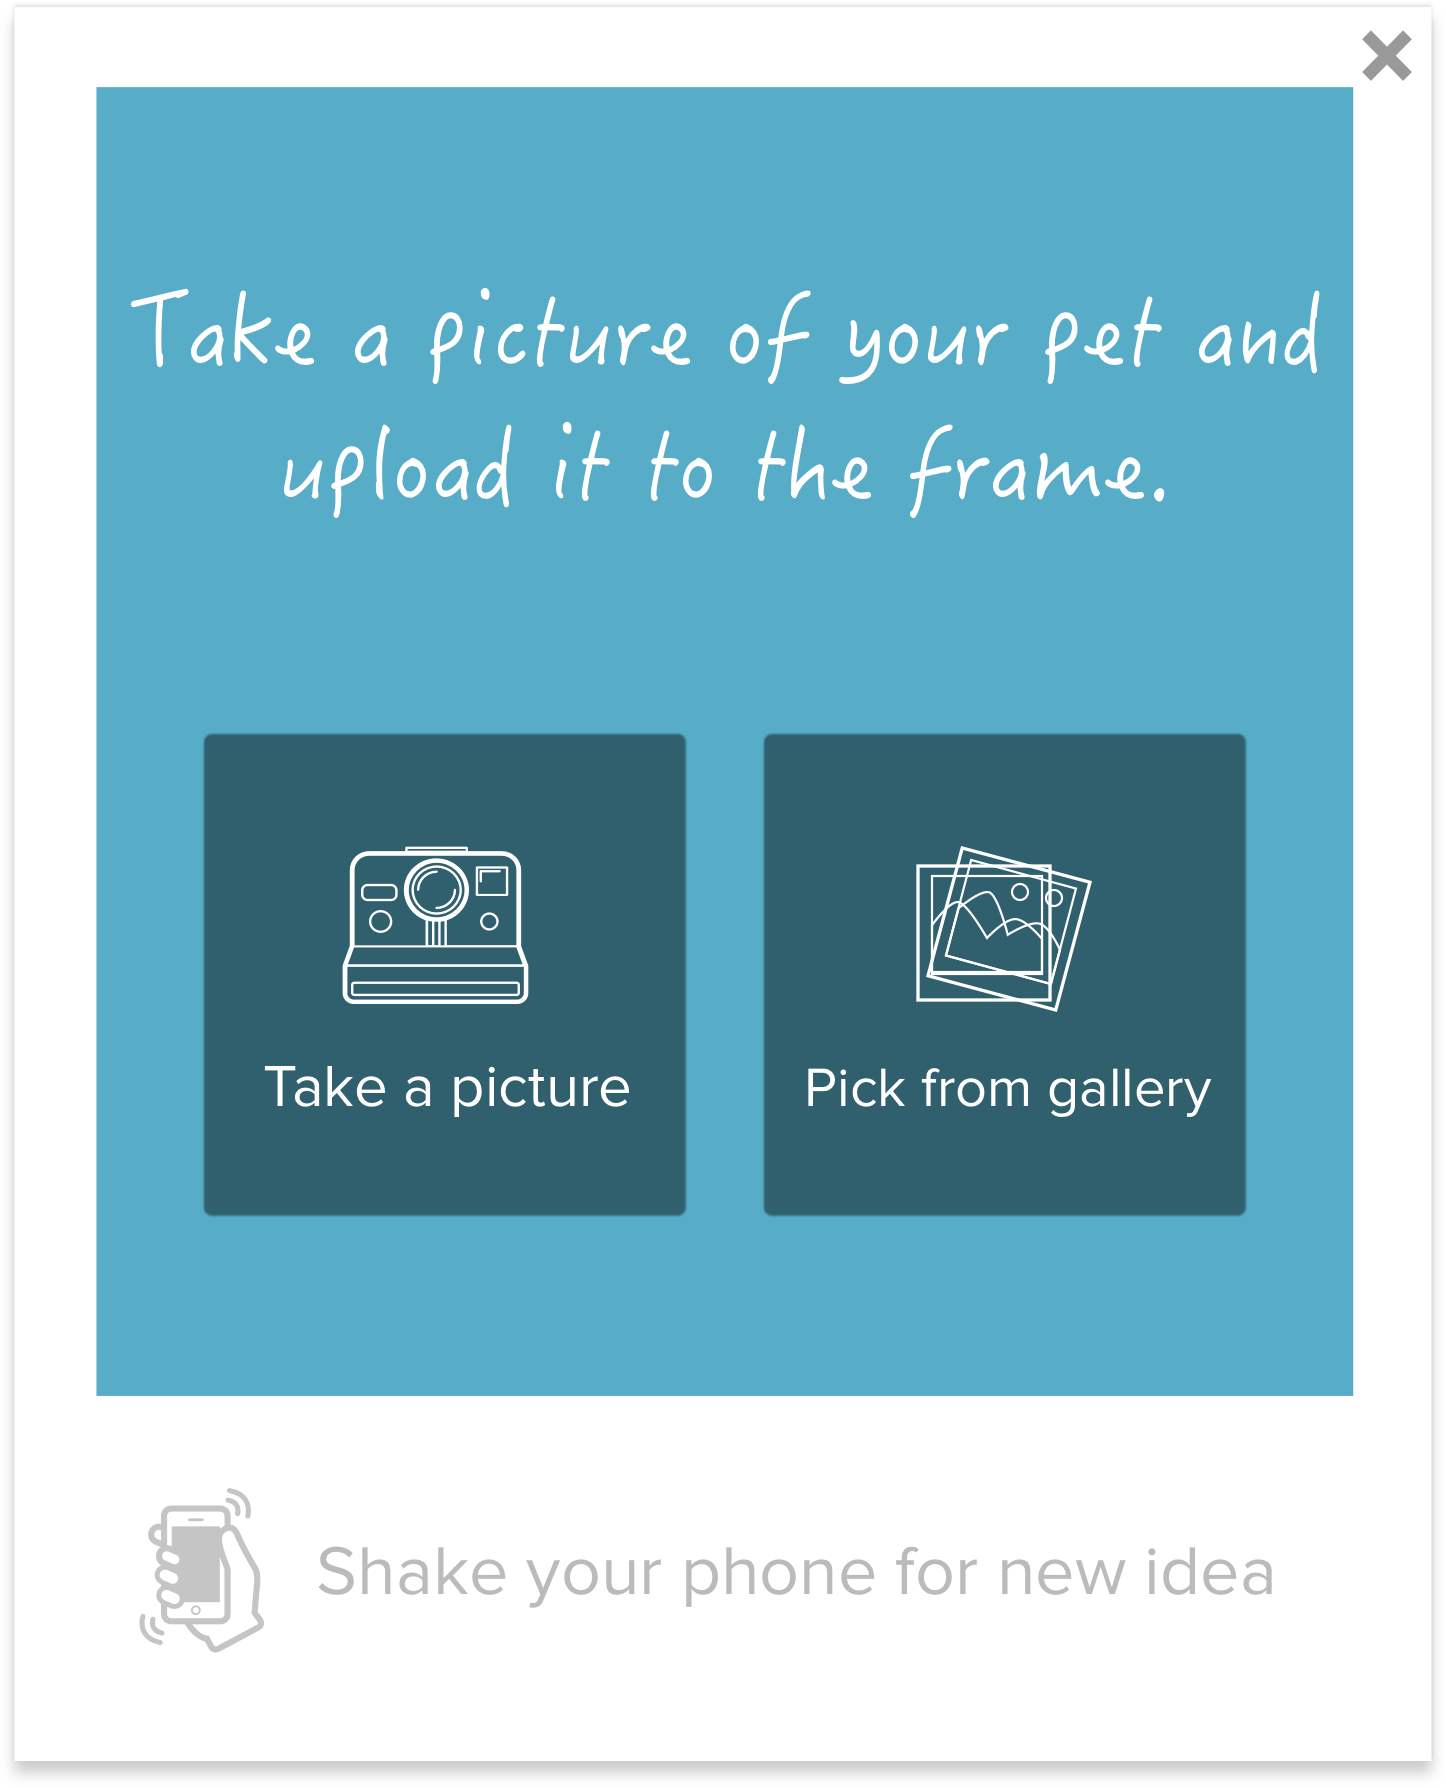 Take a picture of your pet and
upload it to the frame.
Take a picture
Pick from gallery
Shake your phone for new idea